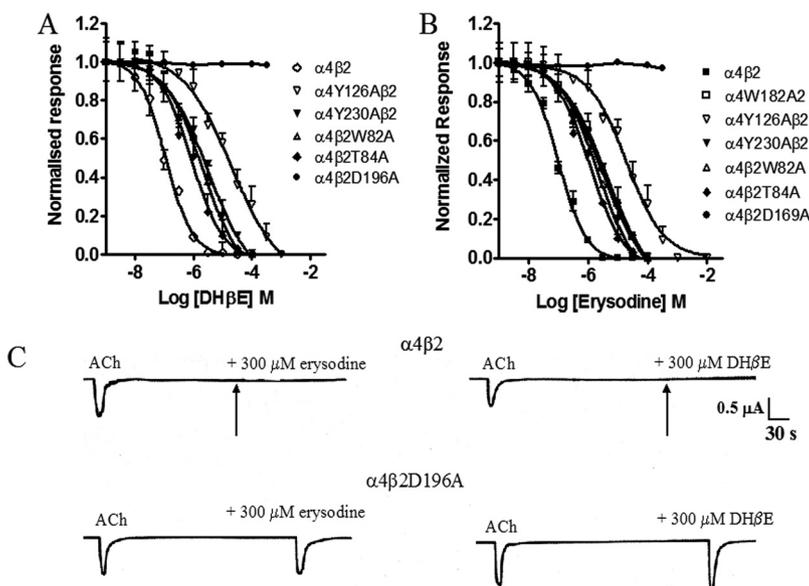 A
Normalised response
1.2
1.0
0.8
0.6
0.4
0.2
0.0
-8
-6
-4
-2
Log [DHβE] M
α4β2
α4Y126Aβ2
α4Y230Aβ2
α4β2W82A
α4β2T84A
α4β2D196A
B
Normalized Response
1.2
1.0
0.8
0.6
0.4
0.2
0.0
-8
-6
-4
-2
Log [Erysodine] M
α4β2
α4W182A2
α4Y126Aβ2
α4Y230Aβ2
α4β2W82A
α4β2T84A
α4β2D169A
C
α4β2
ACh
+ 300 μM erysodine
ACh
+ 300 μM DHβE
0.5 μA
30 s
α4β2D196A
ACh
+ 300 μM erysodine
ACh
+ 300 μM DHβE